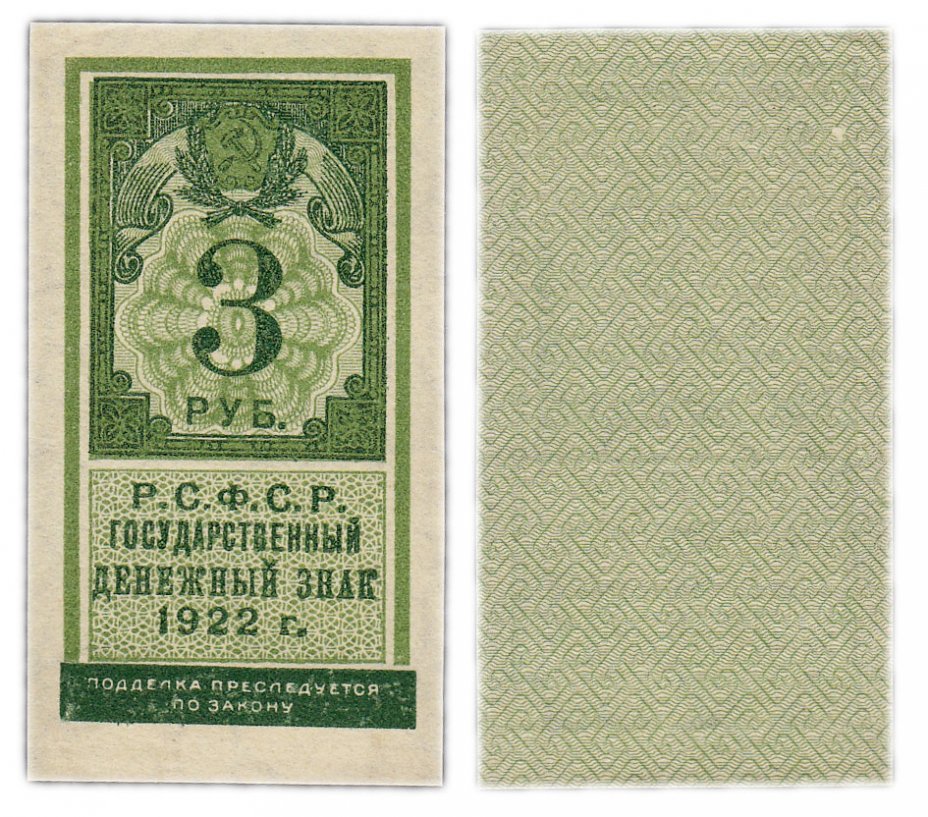 3
РУБ.
Р.С.Ф.С.Р.
ГОСУДАРСТВЕННЫЙ
ДЕНЕЖНЫЙ ЗНАК
1922 г.
ПОДДЕЛКА ПРЕСЛЕДУЕТСЯ
ПО ЗАКОНУ